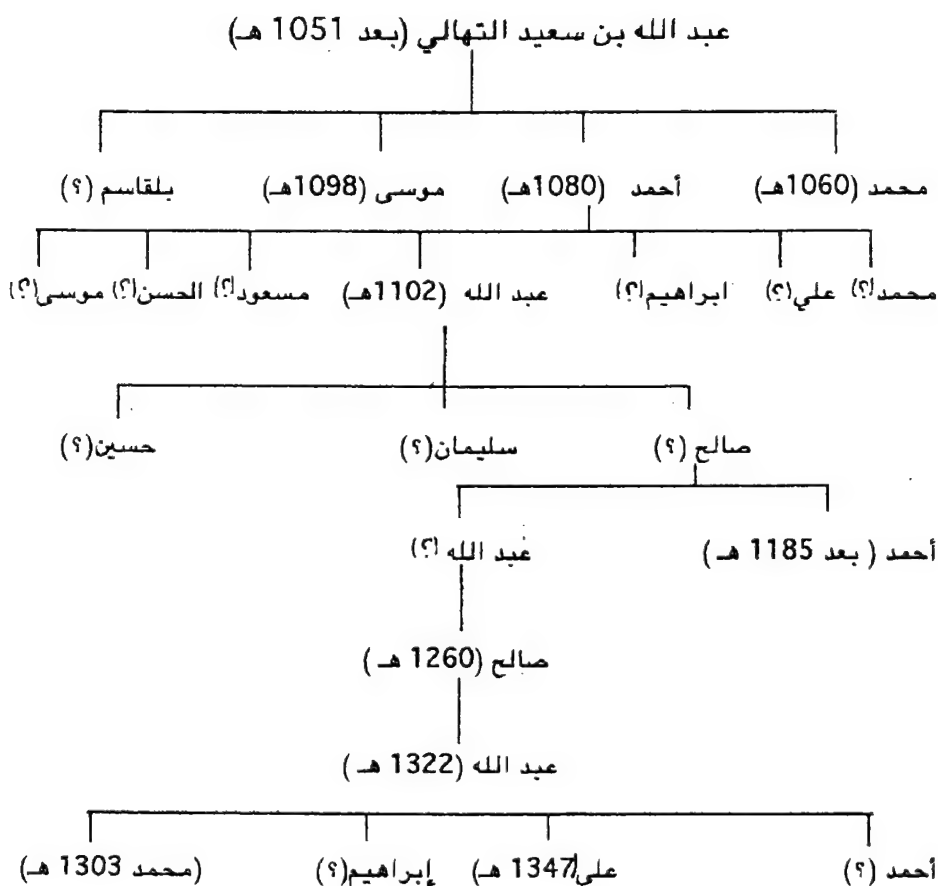 عبد الله بن سعيد التهالي (بعد 1051 هـ)
محمد (1060هـ) أحمد (1080هـ) موسى (1098هـ) بلقاسم (؟)
محمد (؟) علي (؟) ابراهيم (؟) عبد الله (1102هـ) مسعود (؟) الحسن (؟) موسى (؟)
صالح (؟) سليمان (؟) حسين (؟)
أحمد ( بعد 1185 هـ ) عبد الله (؟)
صالح (1260 هـ )
عبد الله (1322 هـ )
أحمد (؟) علي (1347 هـ) إبراهيم (؟) (محمد 1303 هـ)